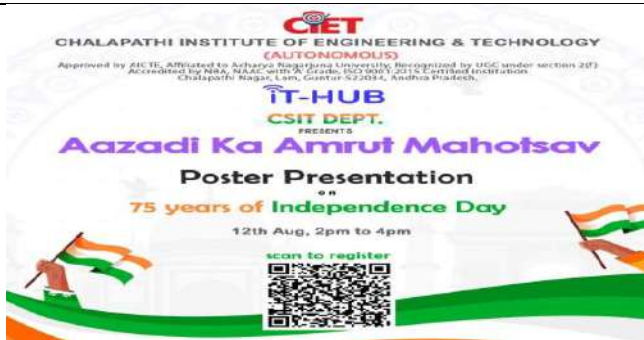 CIET
CHALAPATHI INSTITUTE OF ENGINEERING & TECHNOLOGY
(AUTONOMOUS)
Approved by AICTE, Affiliated to Acharya Nagarjuna University, Recognized by UGC under section 2(f)
Accredited by NBA, NAAC with 'A' Grade, ISO 9001:2015 Certified Institution
Chalapathi Nagar, Lam, Guntur-522034, Andhra Pradesh.
iT-HUB
CSIT DEPT.
PRESENTS
Aazadi Ka Amrut Mahotsav
Poster Presentation
on
75 years of Independence Day
12th Aug, 2pm to 4pm
scan to register